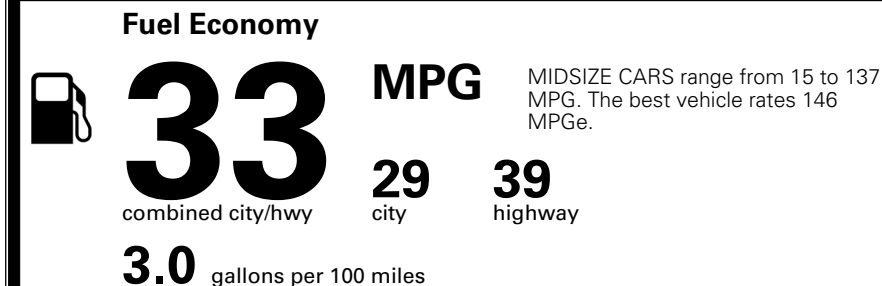 Fuel Economy
33
MPG
MIDSIZE CARS range from 15 to 137
MPG. The best vehicle rates 146
MPGe.
combined city/hwy
29
city
39
highway
3.0 gallons per 100 miles